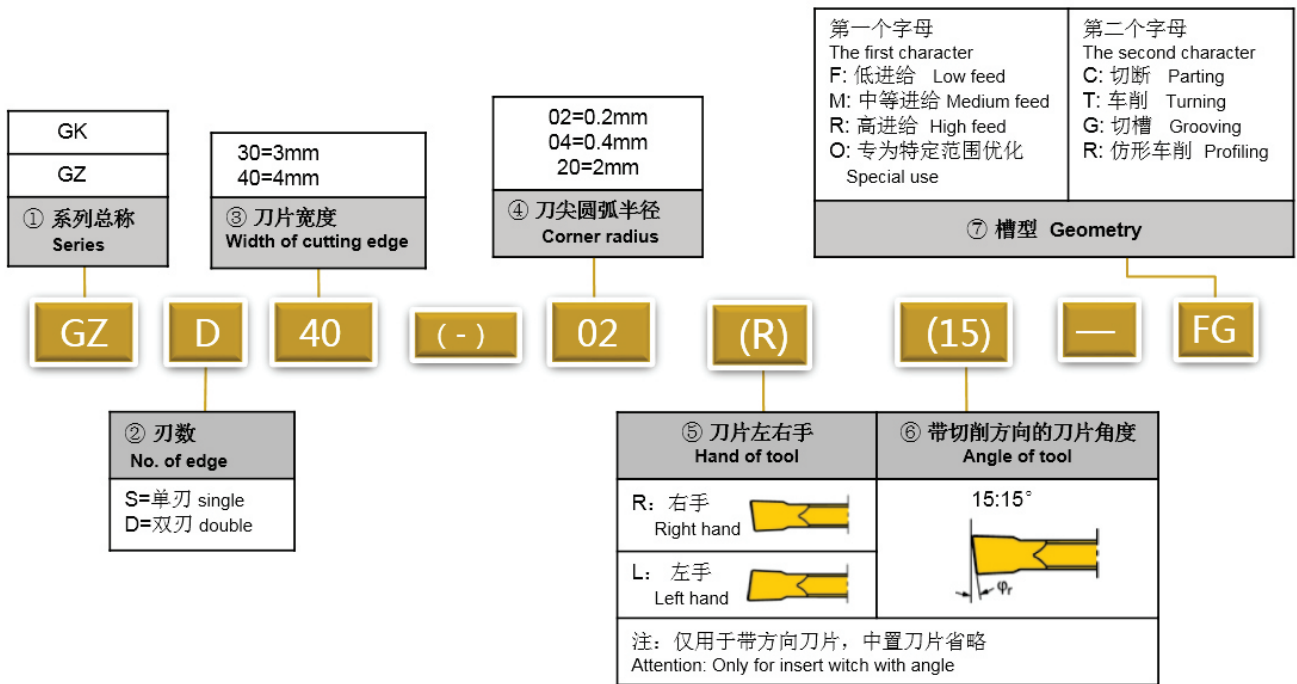 第一个字母
The first character
F: 低进给 Low feed
M: 中等进给 Medium feed
R: 高进给 High feed
O: 专为特定范围优化
Special use
第二个字母
The second character
C: 切断 Parting
T: 车削 Turning
G: 切槽 Grooving
R: 仿形车削 Profiling
⑦ 槽型 Geometry
GK
GZ
① 系列总称
Series
30=3mm
40=4mm
③ 刀片宽度
Width of cutting edge
02=0.2mm
04=0.4mm
20=2mm
④ 刀尖圆弧半径
Corner radius
GZ D 40 (-) 02 (R) (15) — FG
② 刃数
No. of edge
S=单刃 single
D=双刃 double
⑤ 刀片左右手
Hand of tool
R: 右手
Right hand
L: 左手
Left hand
⑥ 带切削方向的刀片角度
Angle of tool
15:15°
φr
注：仅用于带方向刀片，中置刀片省略
Attention: Only for insert witch with angle